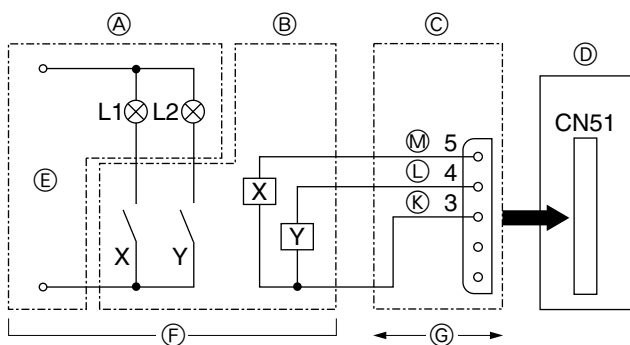 Ⓐ Ⓑ Ⓒ Ⓓ
L1 L2 CN51
Ⓜ 5
Ⓔ Ⓛ 4
X Ⓚ 3
Y
X Y
Ⓕ Ⓖ